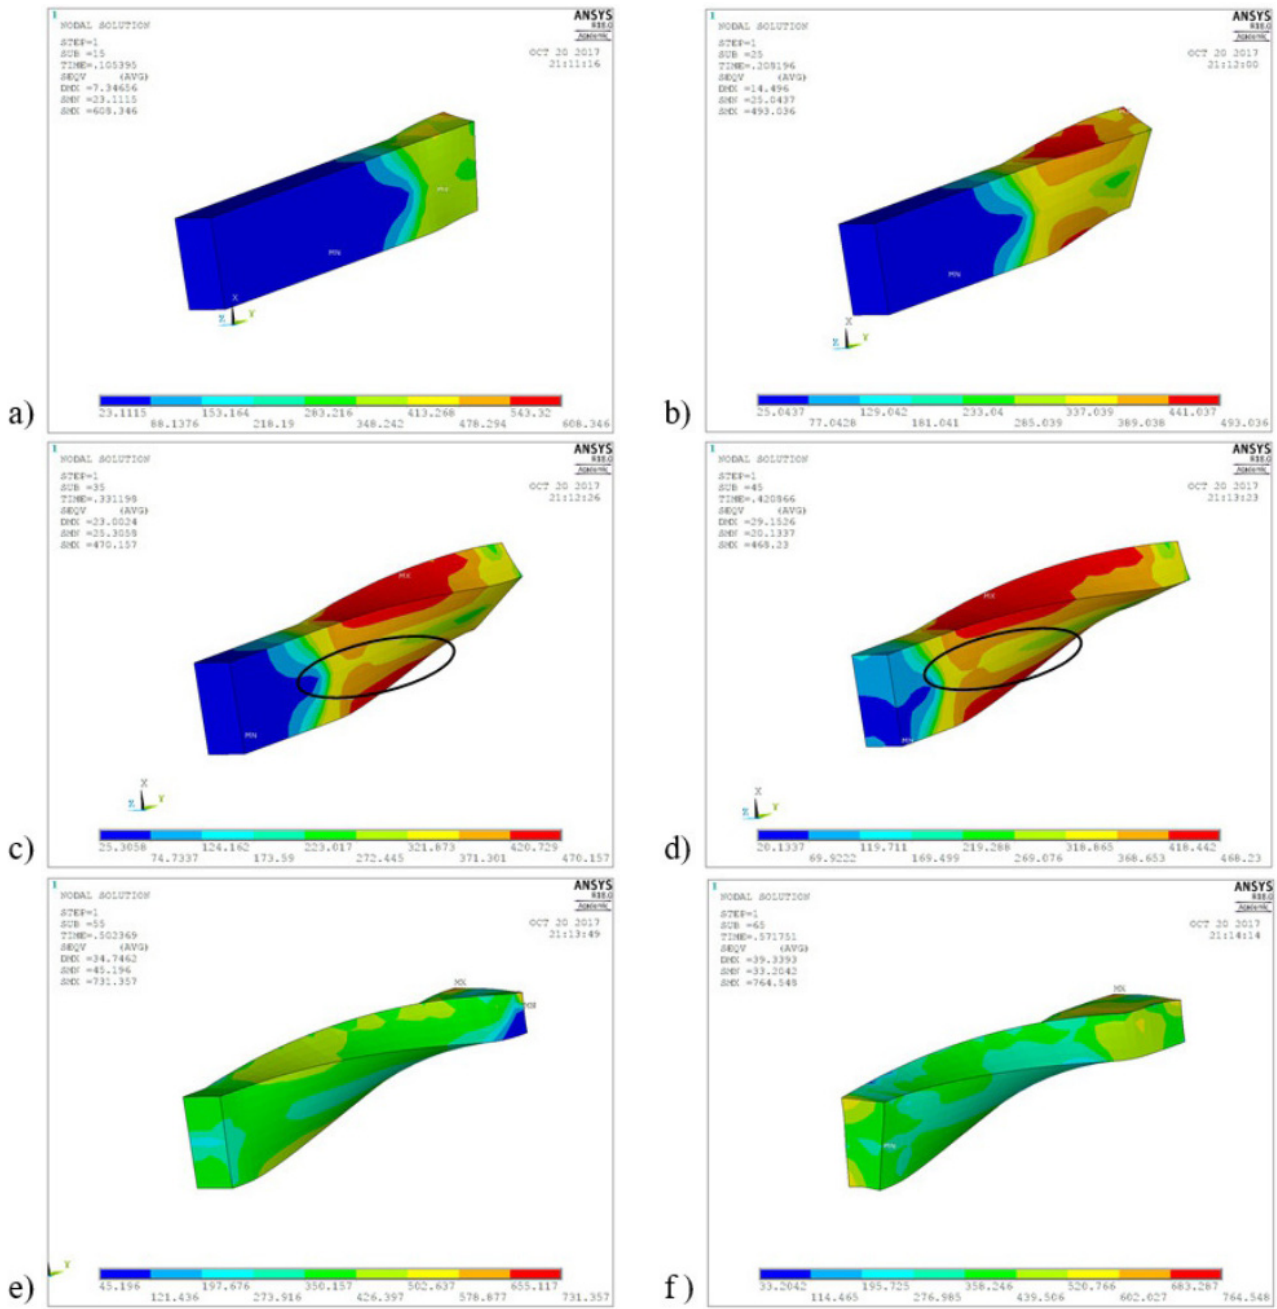 1
NODAL SOLUTION
STEP=1
SUB =15
TIME=.105395
SEQV (AVG)
DMX =7.34656
SMN =23.1115
SMX =608.346
ANSYS
Academic
OCT 20 2017
21:11:16
MX
MN
X
Z Y
a)
23.1115 153.164 283.216 413.268 543.32
88.1376 218.19 348.242 478.294 608.346
1
NODAL SOLUTION
STEP=1
SUB =25
TIME=.208196
SEQV (AVG)
DMX =14.496
SMN =25.0437
SMX =493.036
ANSYS
Academic
OCT 20 2017
21:12:00
MN
X
Z Y
b)
25.0437 129.042 233.04 337.039 441.037
77.0428 181.041 285.039 389.038 493.036
1
NODAL SOLUTION
STEP=1
SUB =35
TIME=.331198
SEQV (AVG)
DMX =23.0024
SMN =25.3058
SMX =470.157
ANSYS
Academic
OCT 20 2017
21:12:26
MX
MN
X
Z Y
c)
25.3058 124.162 223.017 321.873 420.729
74.7337 173.59 272.445 371.301 470.157
1
NODAL SOLUTION
STEP=1
SUB =45
TIME=.420866
SEQV (AVG)
DMX =29.1526
SMN =20.1337
SMX =468.23
ANSYS
Academic
OCT 20 2017
21:13:23
MX
MN
X
Z Y
d)
20.1337 119.711 219.288 318.865 418.442
69.9222 169.499 269.076 368.653 468.23
1
NODAL SOLUTION
STEP=1
SUB =55
TIME=.502369
SEQV (AVG)
DMX =34.7462
SMN =45.196
SMX =731.357
ANSYS
Academic
OCT 20 2017
21:13:49
MX
MN
Y
e)
45.196 197.676 350.157 502.637 655.117
121.436 273.916 426.397 578.877 731.357
1
NODAL SOLUTION
STEP=1
SUB =65
TIME=.571751
SEQV (AVG)
DMX =39.3393
SMN =33.2042
SMX =764.548
ANSYS
Academic
OCT 20 2017
21:14:14
MX
MN
f)
33.2042 195.725 358.246 520.766 683.287
114.465 276.985 439.506 602.027 764.548